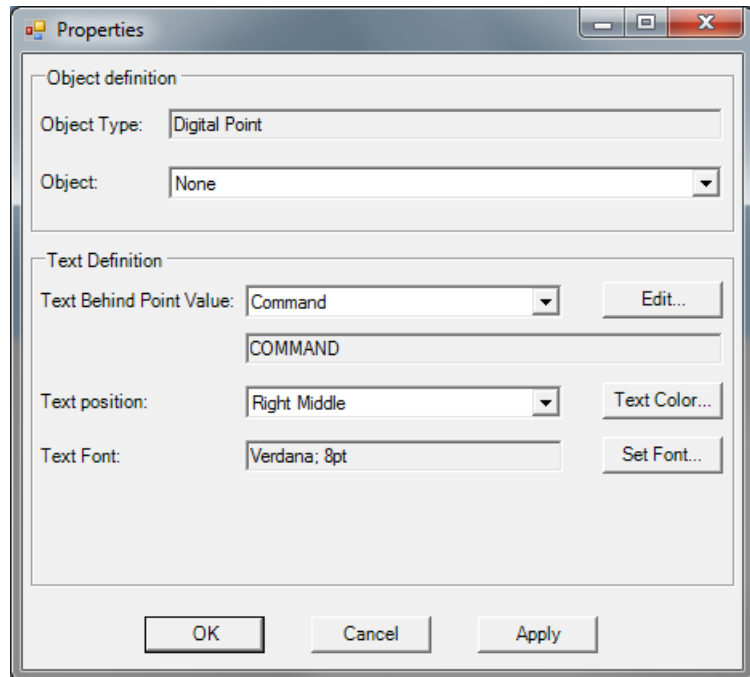 Properties
Object definition
Object Type: Digital Point
Object: None
Text Definition
Text Behind Point Value: Command Edit...
COMMAND
Text position: Right Middle Text Color...
Text Font: Verdana; 8pt Set Font...
OK Cancel Apply